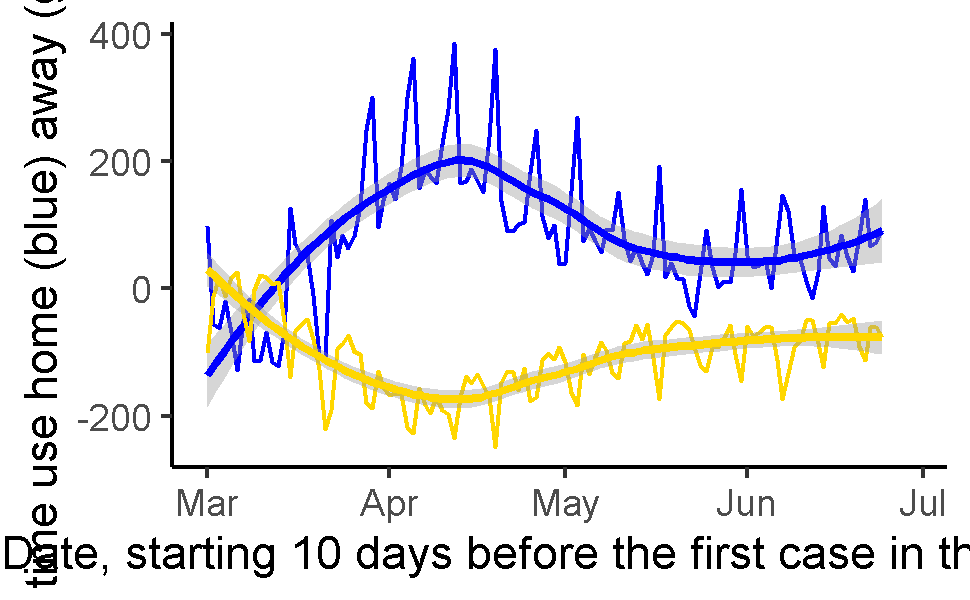 time use home (blue) away (
400
200
0
-200
Mar Apr May Jun Jul
Date, starting 10 days before the first case in th